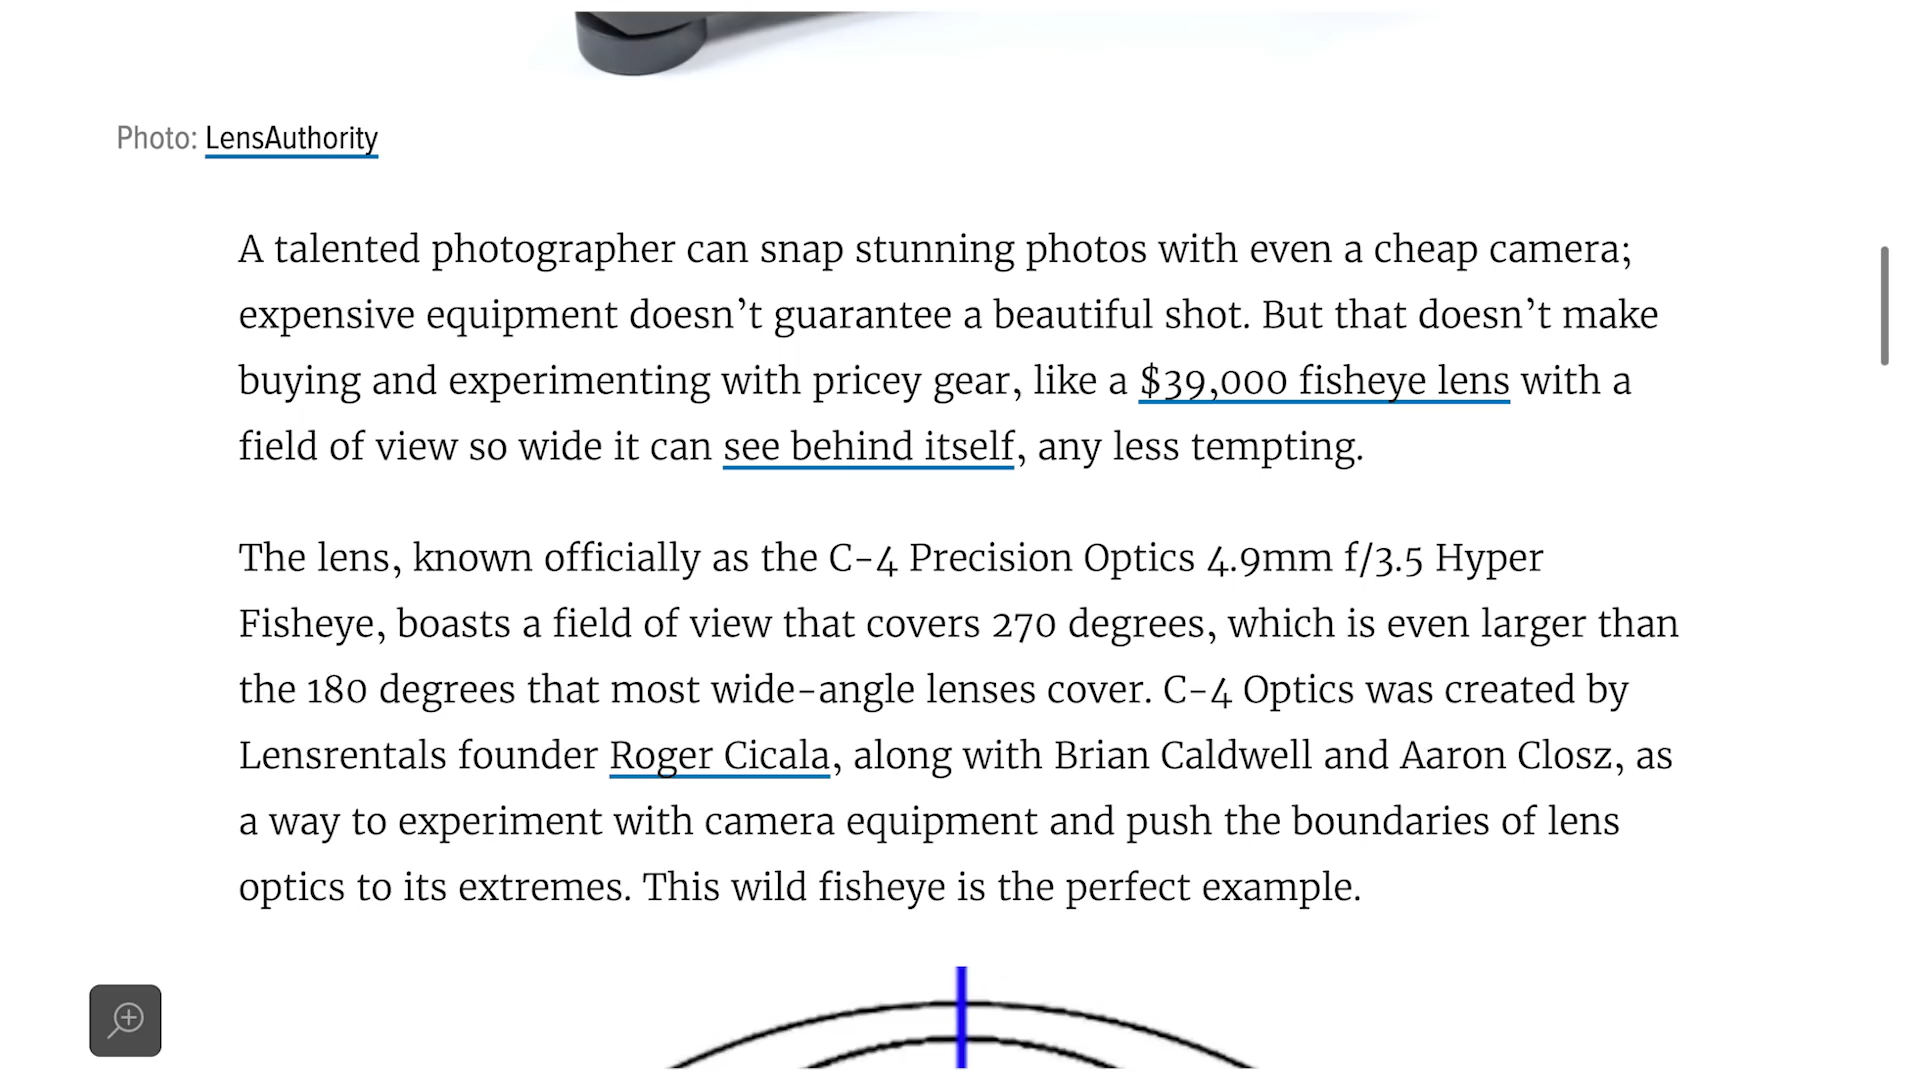 Photo: LensAuthority
A talented photographer can snap stunning photos with even a cheap camera;
expensive equipment doesn’t guarantee a beautiful shot. But that doesn’t make
buying and experimenting with pricey gear, like a $39,000 fisheye lens with a
field of view so wide it can see behind itself, any less tempting.
The lens, known officially as the C-4 Precision Optics 4.9mm f/3.5 Hyper
Fisheye, boasts a field of view that covers 270 degrees, which is even larger than
the 180 degrees that most wide-angle lenses cover. C-4 Optics was created by
Lensrentals founder Roger Cicala, along with Brian Caldwell and Aaron Closz, as
a way to experiment with camera equipment and push the boundaries of lens
optics to its extremes. This wild fisheye is the perfect example.